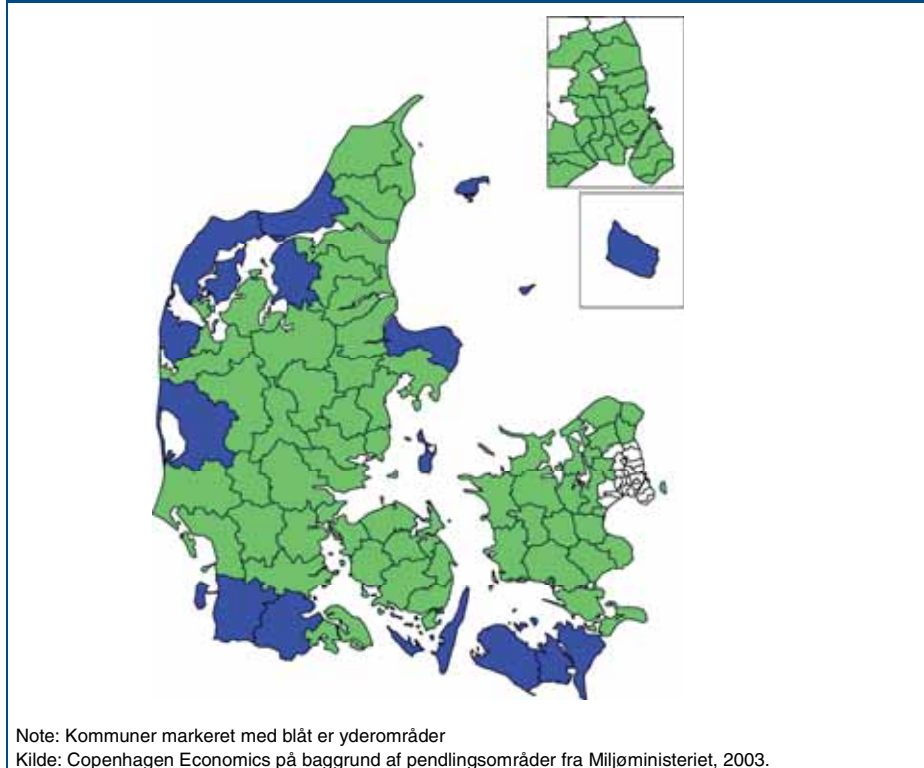 Note: Kommuner markeret med blåt er yderområder
Kilde: Copenhagen Economics på baggrund af pendlingsområder fra Miljøministeriet, 2003.